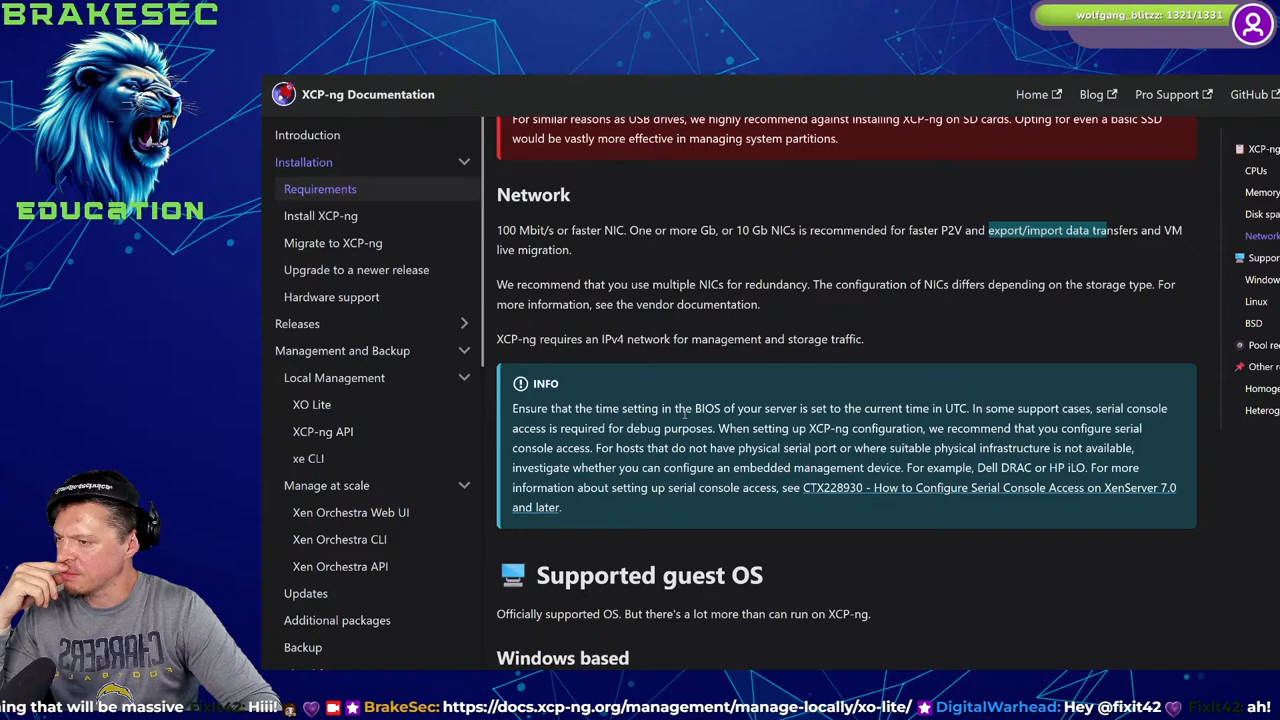 BRAKESEC
EDUCATION
wolfgang_blitzz: 1321/1331
XCP-ng Documentation
Home
Blog
Pro Support
GitHub
Introduction
Installation
Requirements
Install XCP-ng
Migrate to XCP-ng
Upgrade to a newer release
Hardware support
Releases
Management and Backup
Local Management
XO Lite
XCP-ng API
xe CLI
Manage at scale
Xen Orchestra Web UI
Xen Orchestra CLI
Xen Orchestra API
Updates
Additional packages
Backup
For similar reasons as USB drives, we highly recommend against installing XCP-ng on SD cards. Opting for even a basic SSD
would be vastly more effective in managing system partitions.
Network
100 Mbit/s or faster NIC. One or more Gb, or 10 Gb NICs is recommended for faster P2V and export/import data transfers and VM
live migration.
We recommend that you use multiple NICs for redundancy. The configuration of NICs differs depending on the storage type. For
more information, see the vendor documentation.
XCP-ng requires an IPv4 network for management and storage traffic.
INFO
Ensure that the time setting in the BIOS of your server is set to the current time in UTC. In some support cases, serial console
access is required for debug purposes. When setting up XCP-ng configuration, we recommend that you configure serial
console access. For hosts that do not have physical serial port or where suitable physical infrastructure is not available,
investigate whether you can configure an embedded management device. For example, Dell DRAC or HP iLO. For more
information about setting up serial console access, see CTX228930 - How to Configure Serial Console Access on XenServer 7.0
and later.
Supported guest OS
Officially supported OS. But there's a lot more than can run on XCP-ng.
Windows based
XCP-ng
CPUs
Memory
Disk spa
Network
Suppor
Window
Linux
BSD
Pool re
Other r
Homog
Heterog
CHARGERS
FOOTBALL
ning that will be massive Fixit42: Hiii! BrakeSec: https://docs.xcp-ng.org/management/manage-locally/xo-lite/ DigitalWarhead: Hey @fixit42 Fixit42: ah!